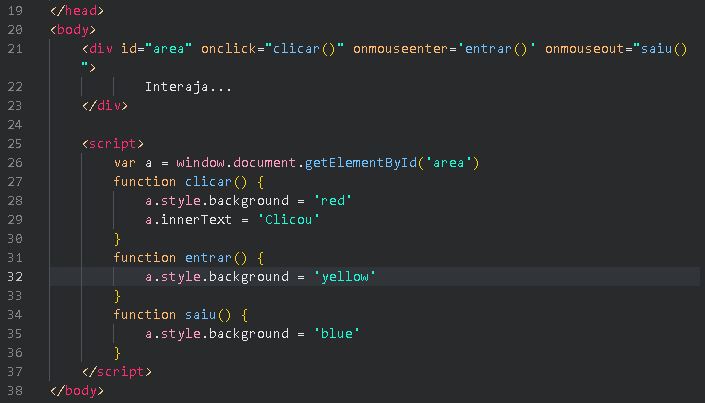 19 </head>
20 <body>
21     <div id="area" onclick="clicar()" onmouseenter='entrar()' onmouseout="saiu()
    ">
22         Interaja...
23     </div>
24
25     <script>
26         var a = window.document.getElementById('area')
27         function clicar() {
28             a.style.background = 'red'
29             a.innerText = 'Clicou'
30         }
31         function entrar() {
32             a.style.background = 'yellow'
33         }
34         function saiu() {
35             a.style.background = 'blue'
36         }
37     </script>
38 </body>